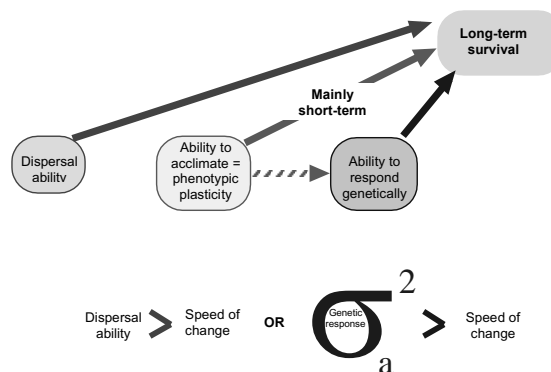 Long-term
survival
Mainly
short-term
Dispersal
ability
Ability to
acclimate =
phenotypic
plasticity
Ability to
respond
genetically
Dispersal
ability
>
Speed of
change
OR
σ²a
Genetic
response
>
Speed of
change